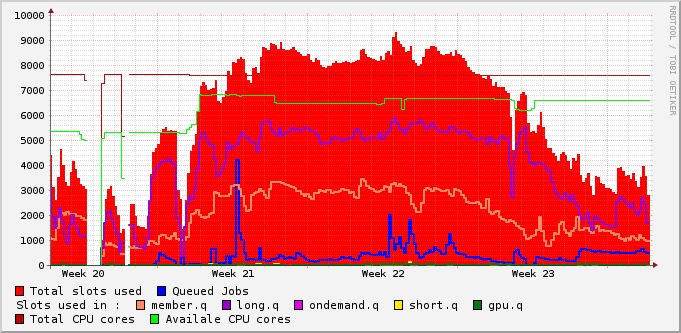 10000
9000
8000
7000
6000
5000
4000
3000
2000
1000
0
Week 20 Week 21 Week 22 Week 23
RRDTOOL / TOBI OETIKER
Total slots used Queued Jobs
Slots used in : member.q long.q ondemand.q short.q gpu.q
Total CPU cores Availale CPU cores